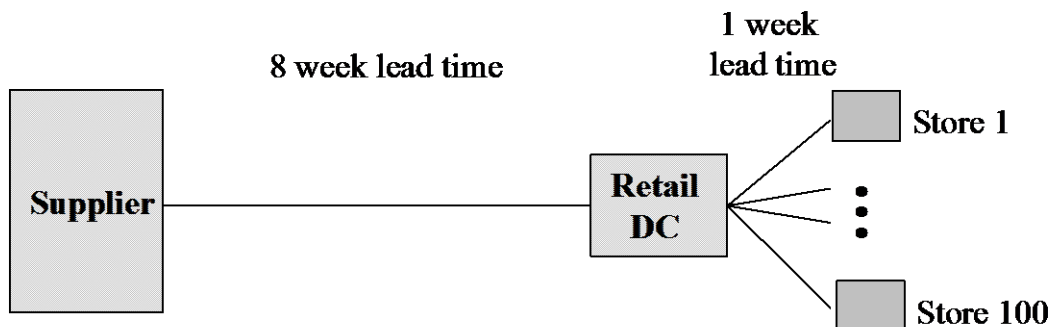 1 week
8 week lead time
lead time
Store 1
Supplier
Retail
DC
Store 100